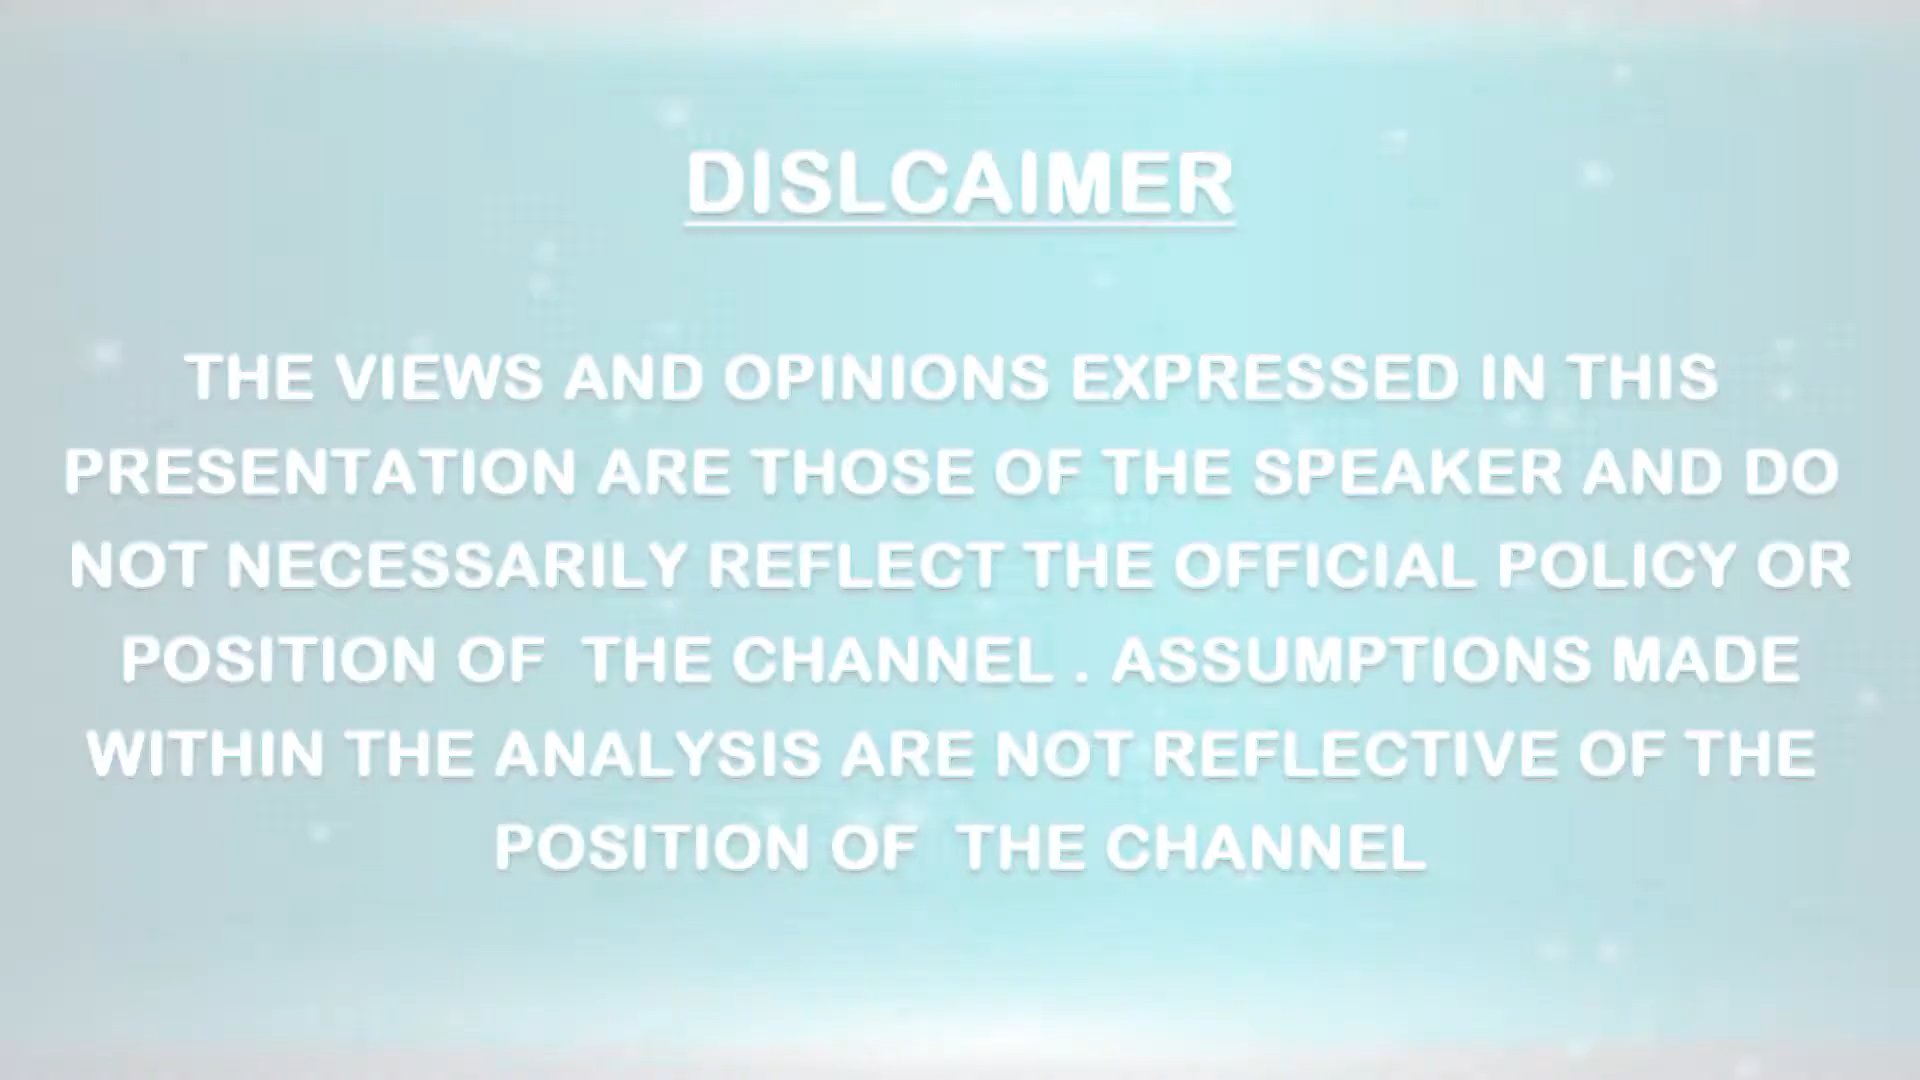 DISLCAIMER
THE VIEWS AND OPINIONS EXPRESSED IN THIS
PRESENTATION ARE THOSE OF THE SPEAKER AND DO
NOT NECESSARILY REFLECT THE OFFICIAL POLICY OR
POSITION OF  THE CHANNEL . ASSUMPTIONS MADE
WITHIN THE ANALYSIS ARE NOT REFLECTIVE OF THE
POSITION OF  THE CHANNEL